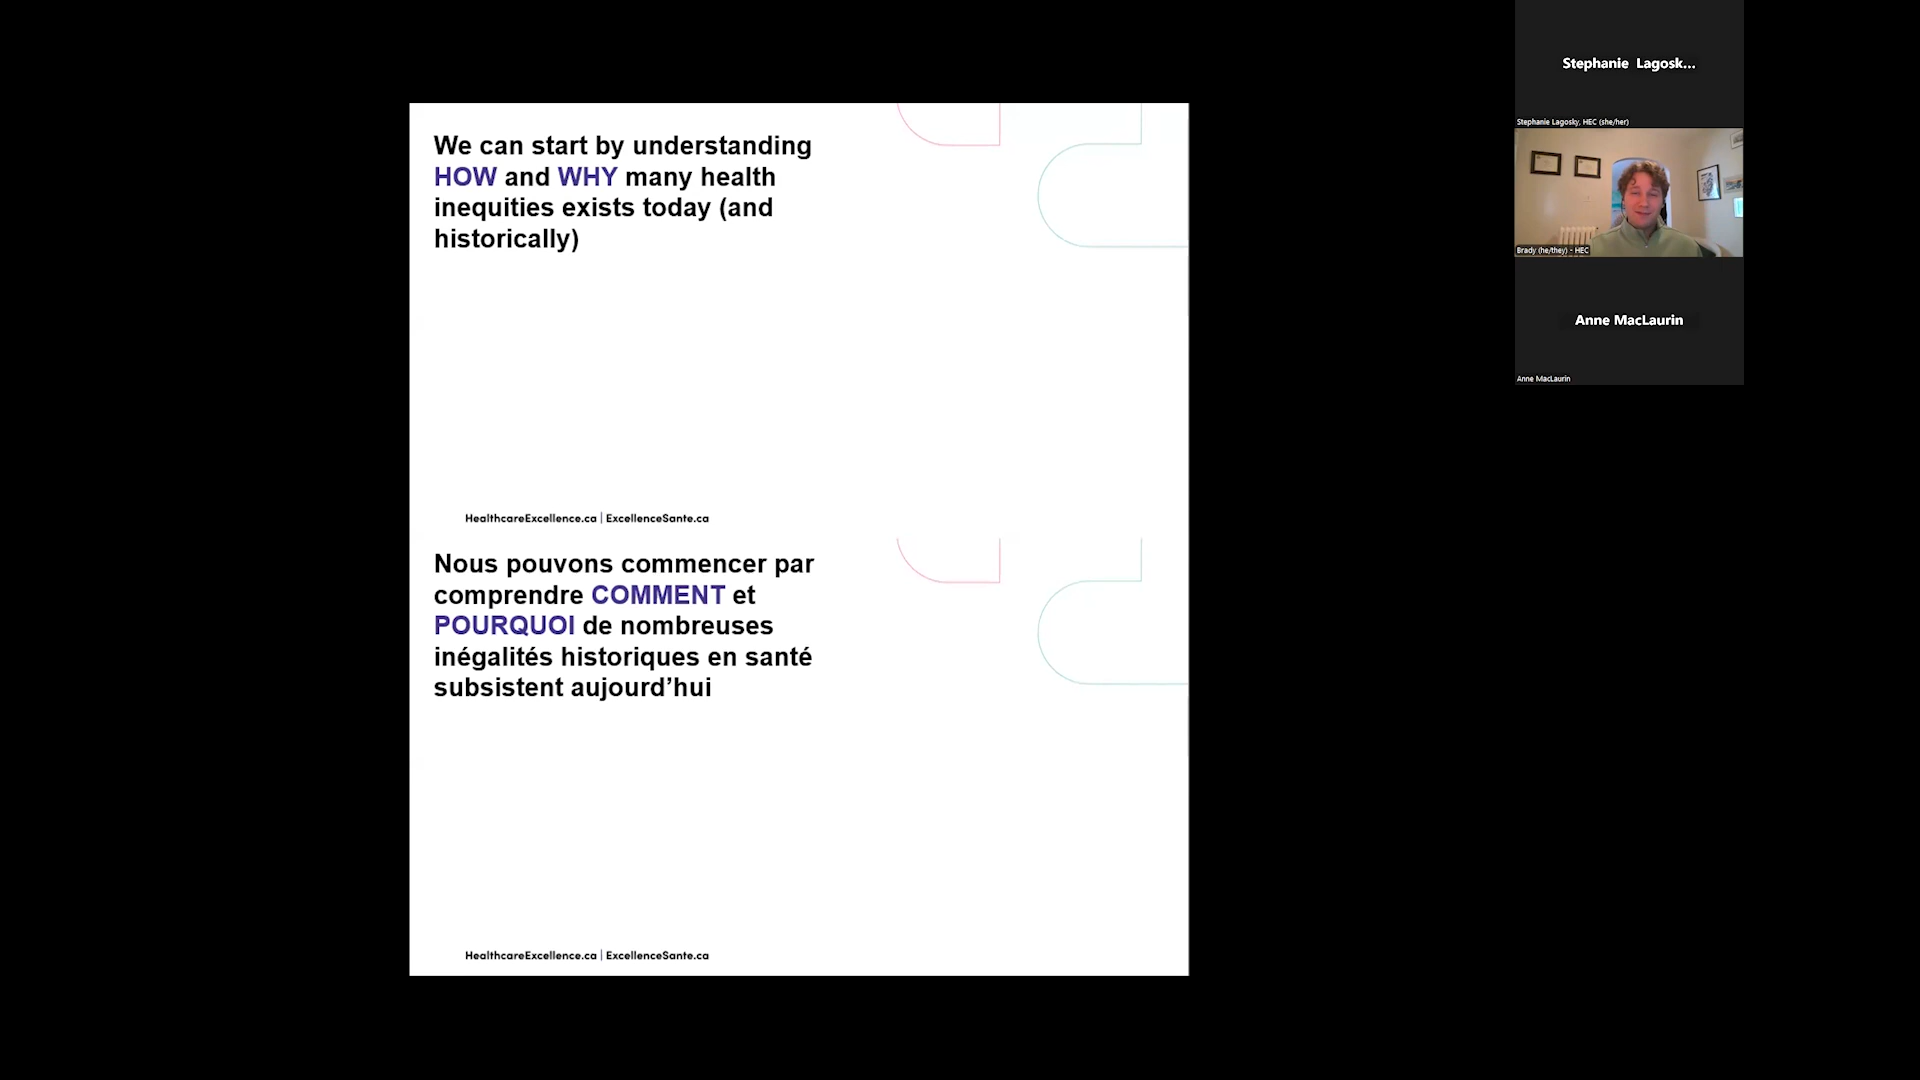 We can start by understanding
HOW and WHY many health
inequities exists today (and
historically)
HealthcareExcellence.ca | ExcellenceSante.ca
Nous pouvons commencer par
comprendre COMMENT et
POURQUOI de nombreuses
inégalités historiques en santé
subsistent aujourd’hui
HealthcareExcellence.ca | ExcellenceSante.ca
Stephanie Lagosk...
Stephanie Lagosky, HEC (she/her)
Brady (he/they) - HEC
Anne MacLaurin
Anne MacLaurin